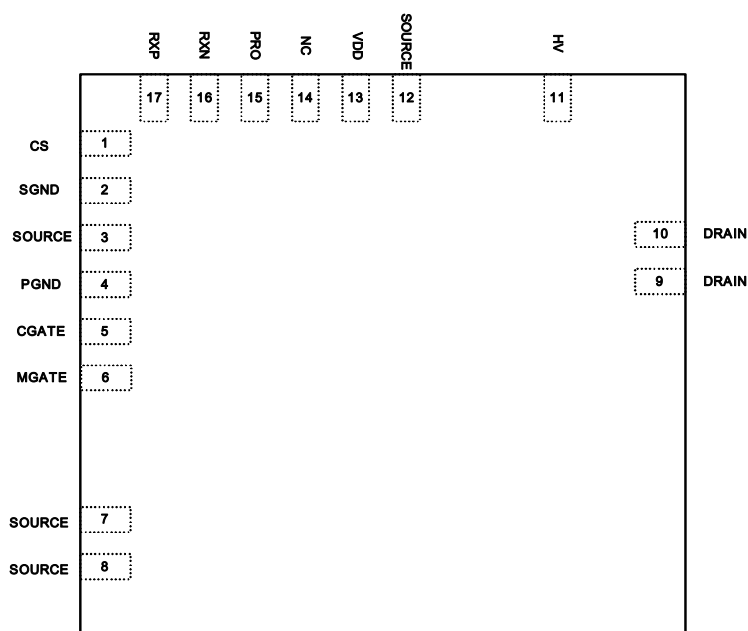 RXP
RXN
PRO
NC
VDD
SOURCE
HV
17
16
15
14
13
12
11
CS 1
SGND 2
SOURCE 3
10 DRAIN
PGND 4
9 DRAIN
CGATE 5
MGATE 6
SOURCE 7
SOURCE 8